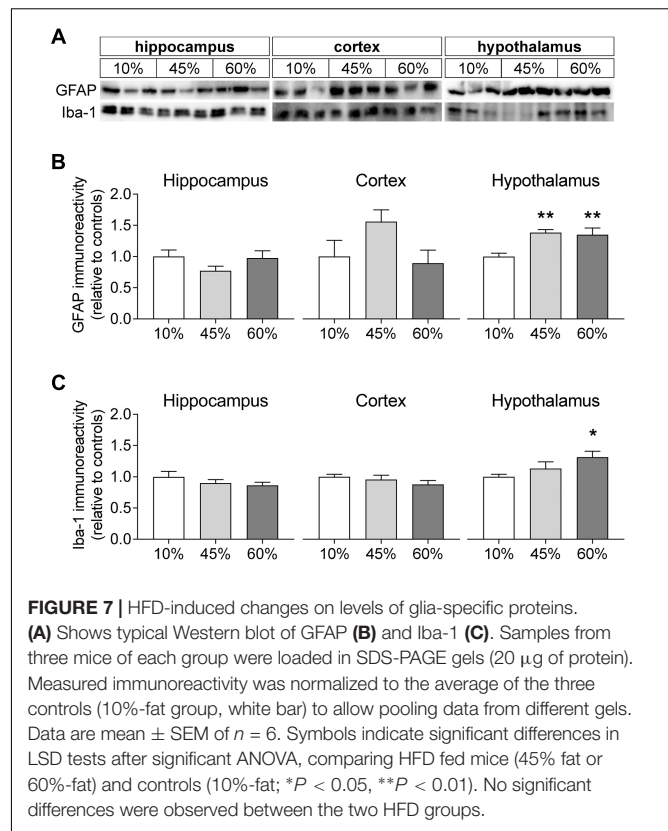 A
hippocampus cortex hypothalamus
10% 45% 60% 10% 45% 60% 10% 45% 60%
GFAP
Iba-1
B
Hippocampus Cortex Hypothalamus
GFAP immunoreactivity
(relative to controls)
2.0
1.5
1.0
0.5
0.0
** **
10% 45% 60% 10% 45% 60% 10% 45% 60%
C
Hippocampus Cortex Hypothalamus
Iba-1 immunoreactivity
(relative to controls)
2.0
1.5
1.0
0.5
0.0
*
10% 45% 60% 10% 45% 60% 10% 45% 60%
FIGURE 7 | HFD-induced changes on levels of glia-specific proteins.
(A) Shows typical Western blot of GFAP (B) and Iba-1 (C). Samples from
three mice of each group were loaded in SDS-PAGE gels (20 μg of protein).
Measured immunoreactivity was normalized to the average of the three
controls (10%-fat group, white bar) to allow pooling data from different gels.
Data are mean ± SEM of n = 6. Symbols indicate significant differences in
LSD tests after significant ANOVA, comparing HFD fed mice (45% fat or
60%-fat) and controls (10%-fat; *P < 0.05, **P < 0.01). No significant
differences were observed between the two HFD groups.